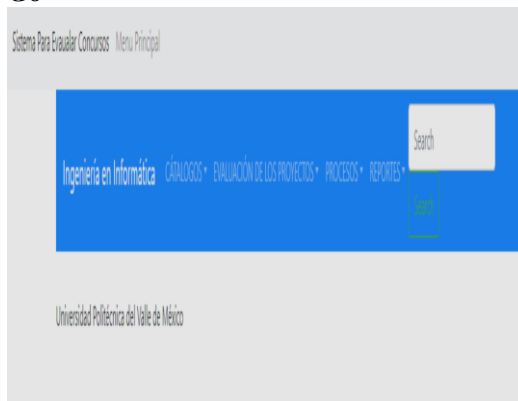 Sistema Para Evaualar Concursos Menu Principal
Search
Ingeniería en Informática CÁTALOGOS EVALUACIÓN DE LOS PROYECTOS PROCESOS REPORTES
Search
Universidad Politécnica del Valle de México